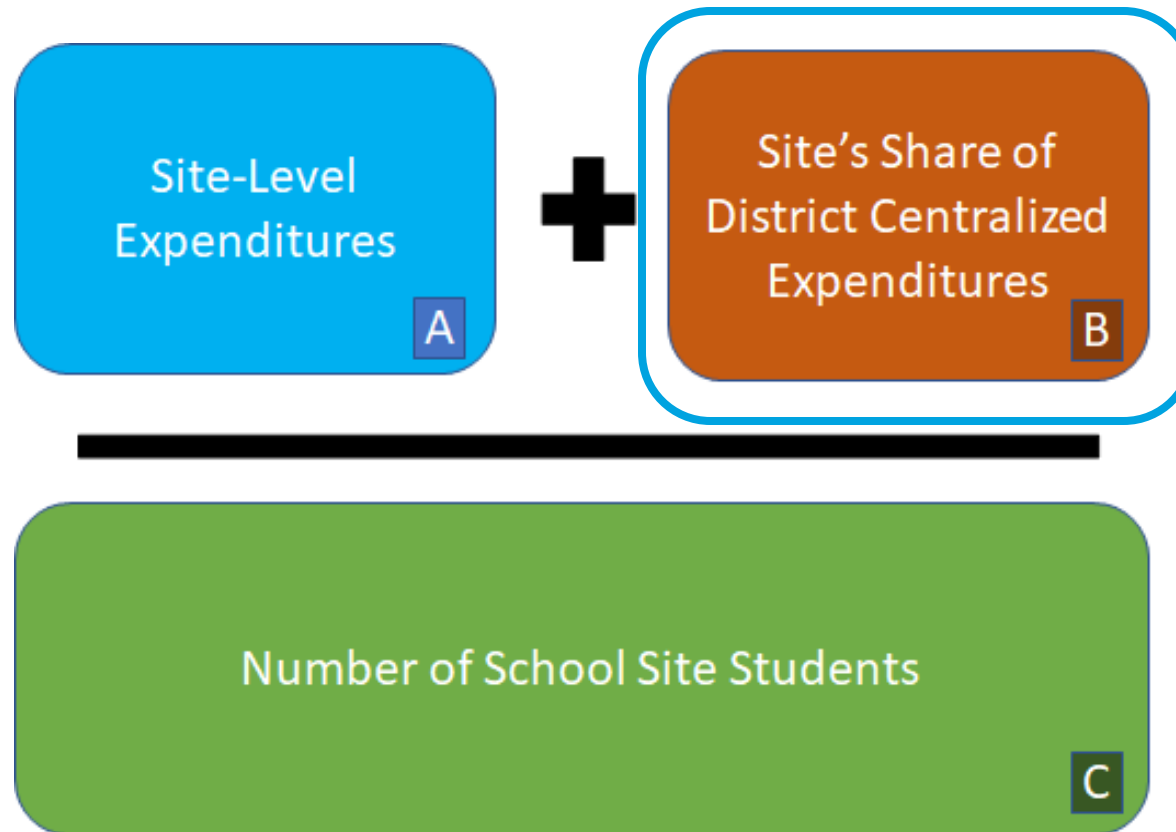 Site-Level
Expenditures
A
Site's Share of
District Centralized
Expenditures
B
Number of School Site Students
C